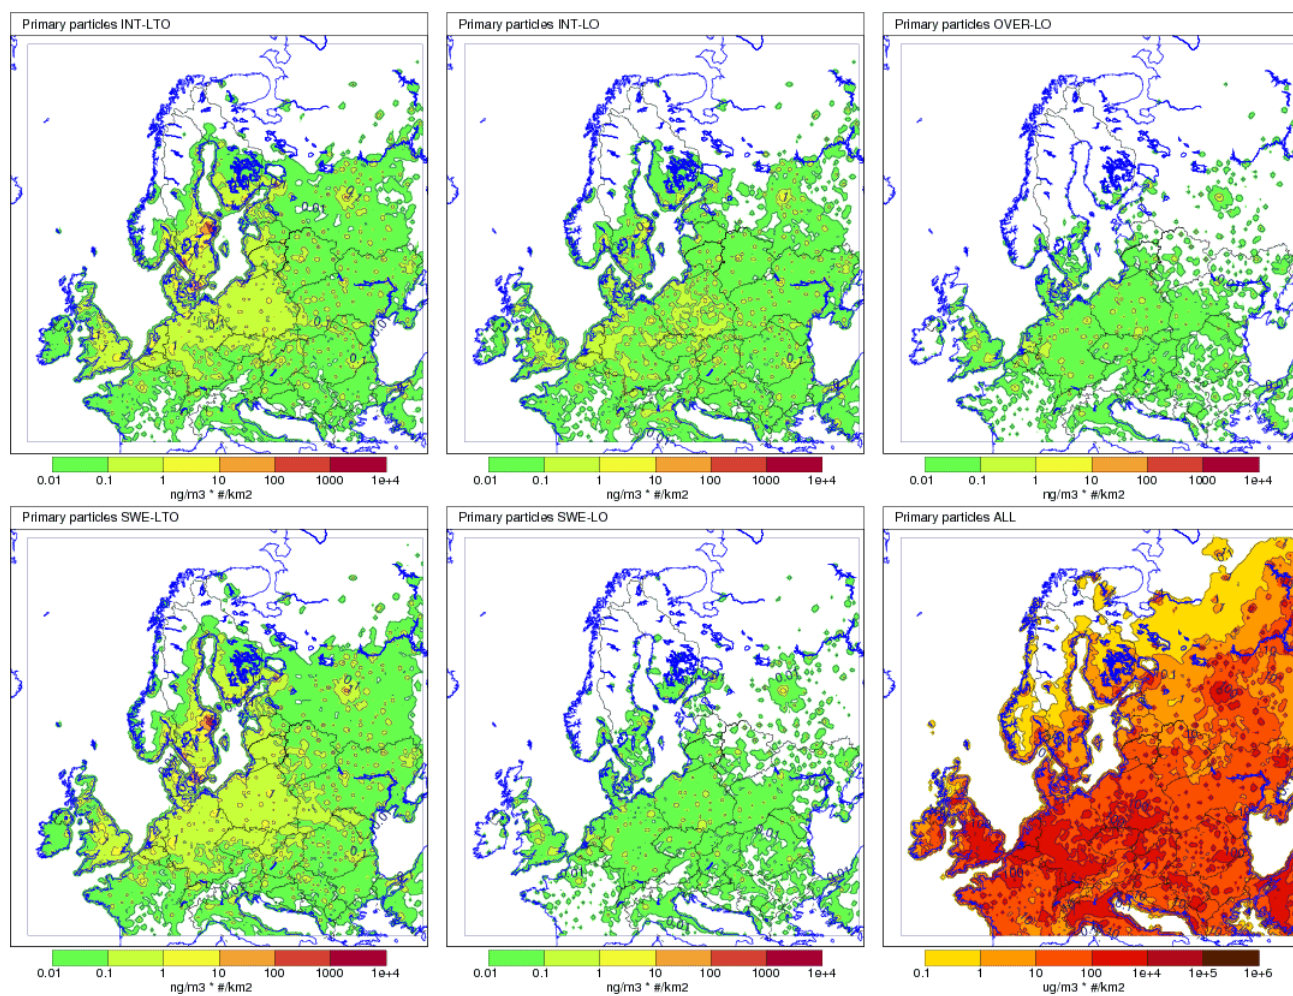 Primary particles INT-LTO
Primary particles INT-LO
Primary particles OVER-LO
0.01 0.1 1 10 100 1000 1e+4
ng/m3 * #/km2
0.01 0.1 1 10 100 1000 1e+4
ng/m3 * #/km2
0.01 0.1 1 10 100 1000 1e+4
ng/m3 * #/km2
Primary particles SWE-LTO
Primary particles SWE-LO
Primary particles ALL
0.01 0.1 1 10 100 1000 1e+4
ng/m3 * #/km2
0.01 0.1 1 10 100 1000 1e+4
ng/m3 * #/km2
0.1 1 10 100 1e+4 1e+5 1e+6
ug/m3 * #/km2